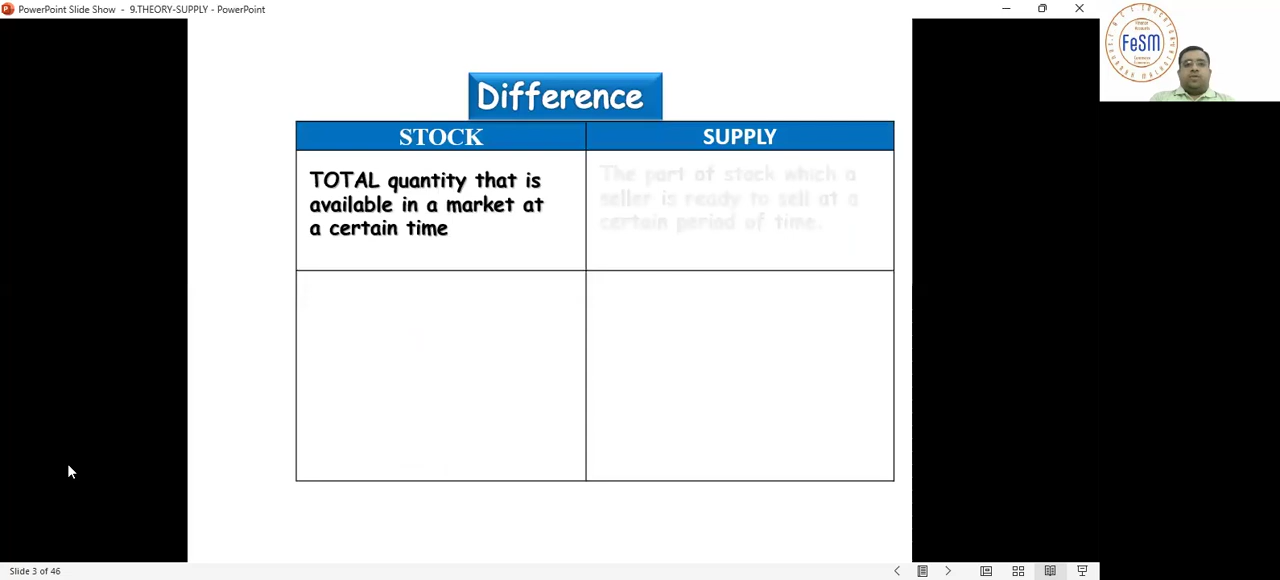 PowerPoint Slide Show - 9.THEORY-SUPPLY - PowerPoint
FeSM
Difference
STOCK
SUPPLY
TOTAL quantity that is
available in a market at
a certain time
The part of stock which a
seller is ready to sell at a
certain period of time.
Slide 3 of 46